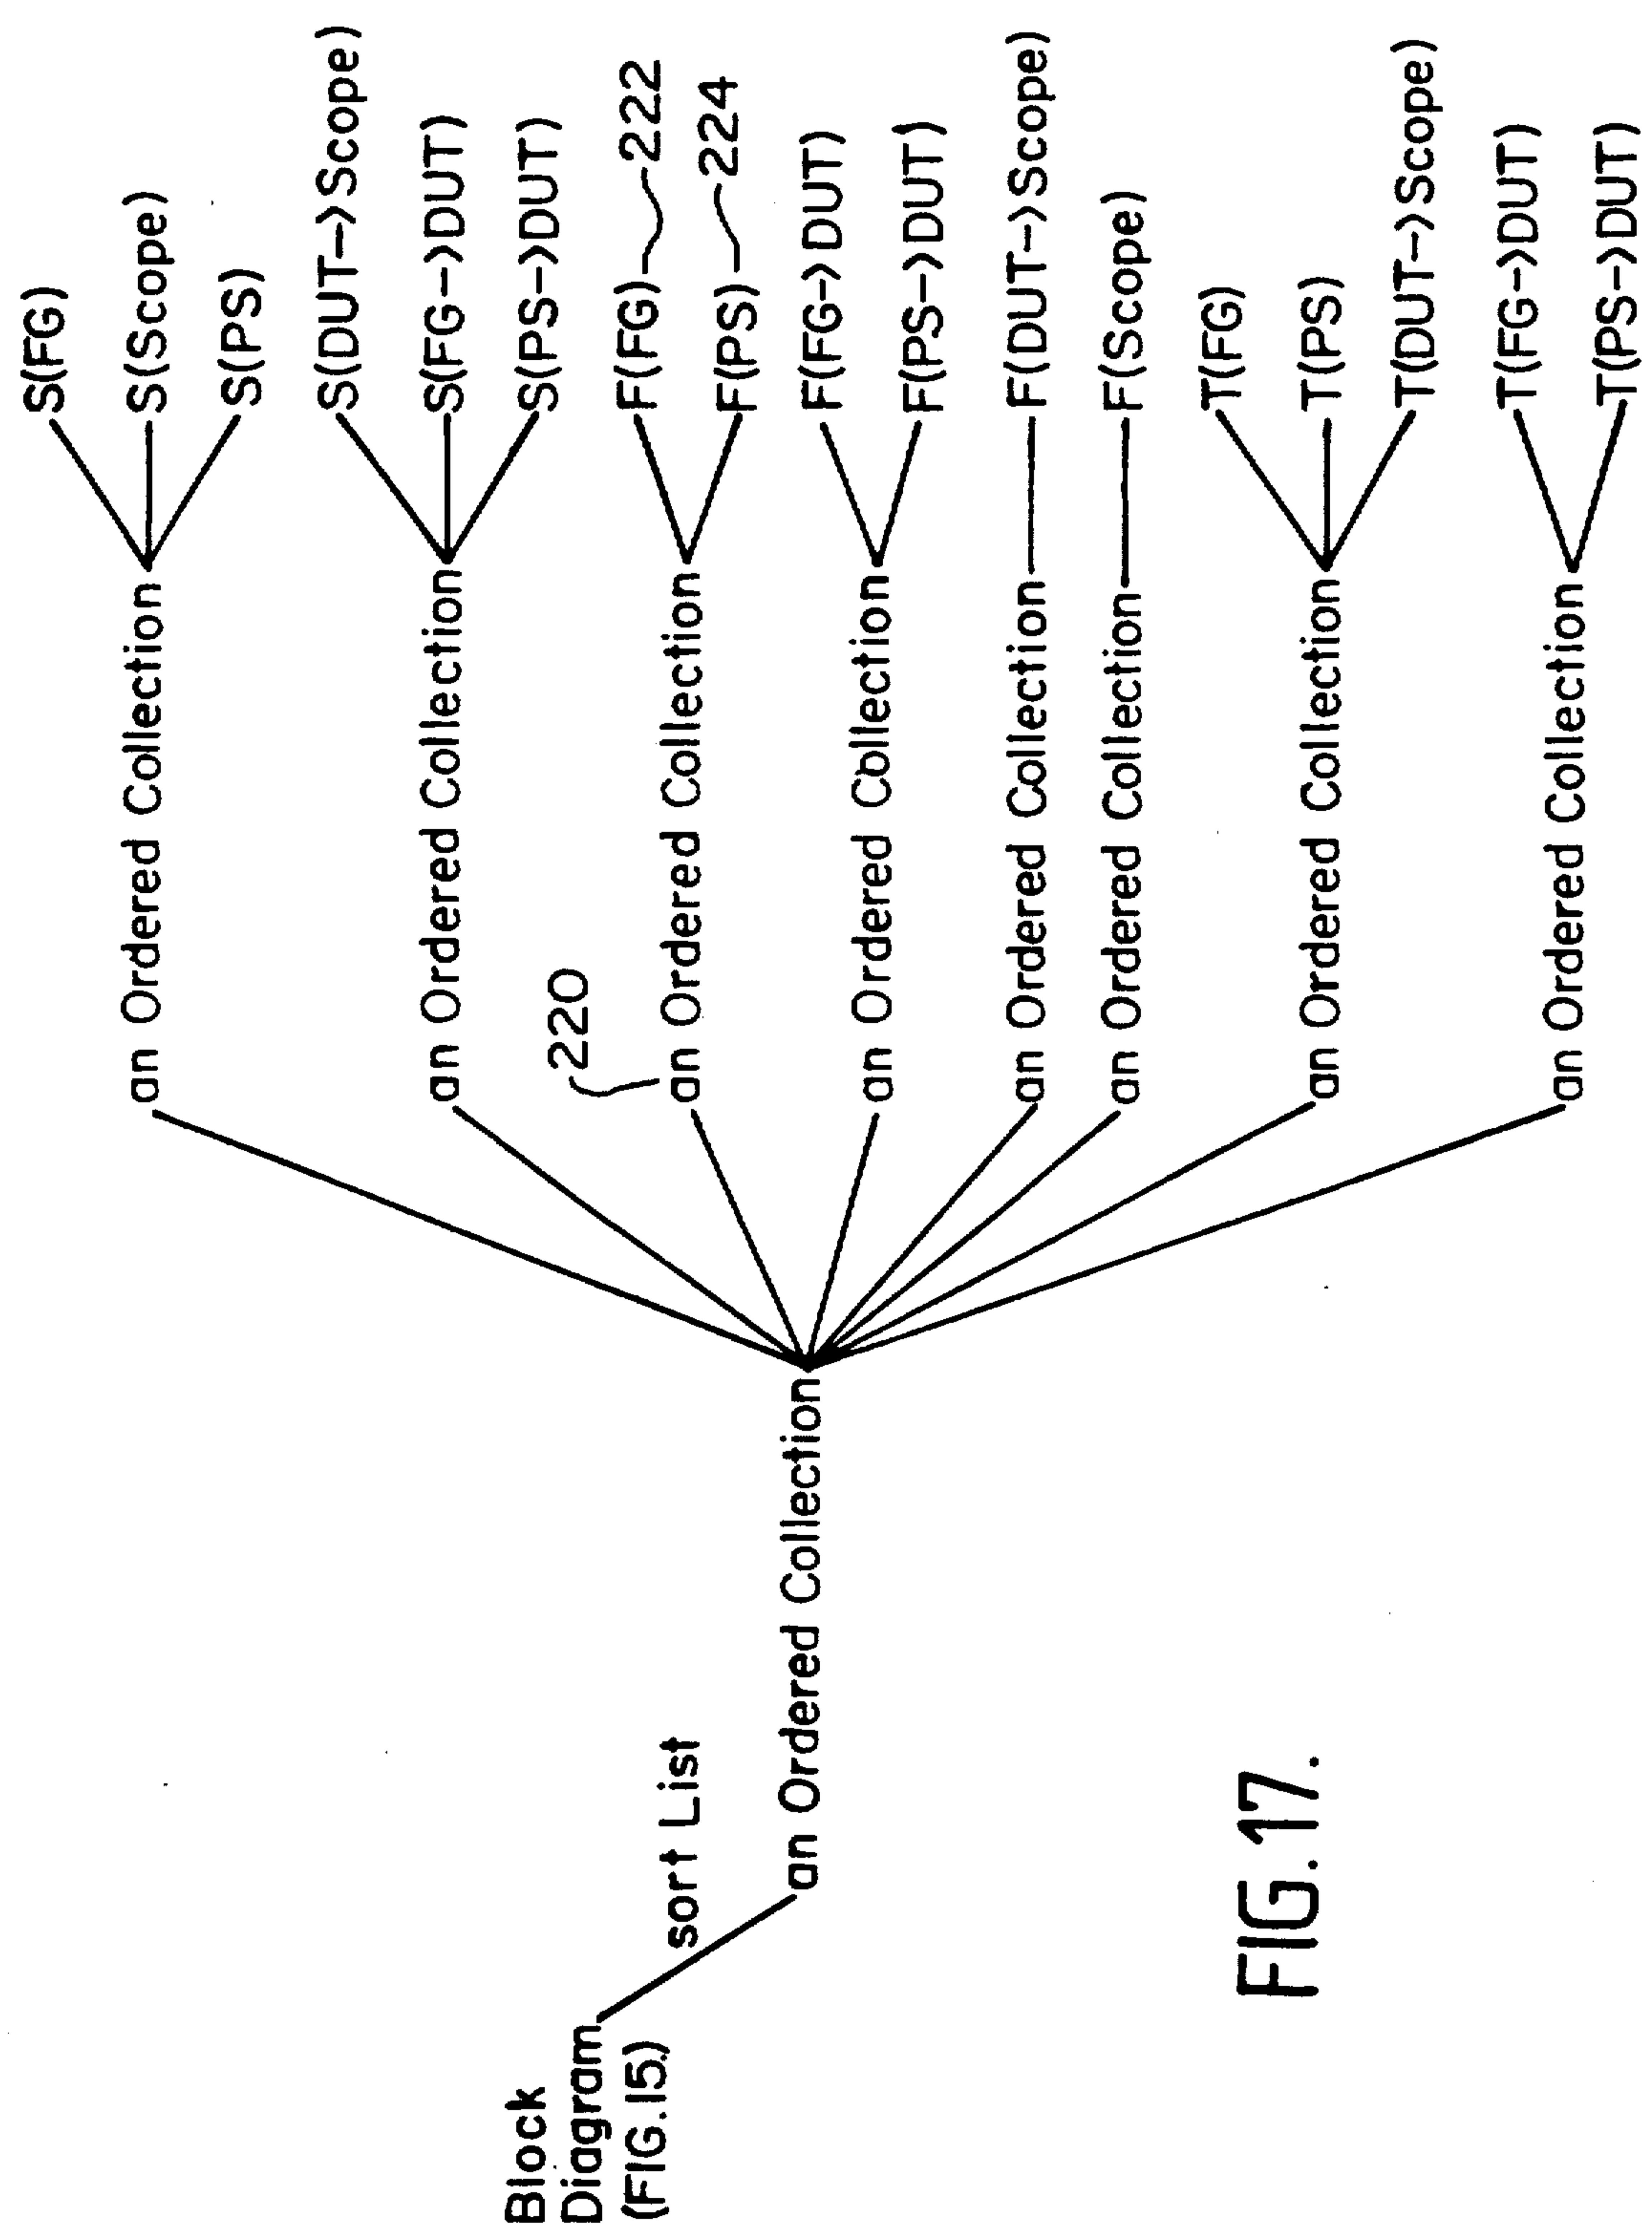 Block
Diagram
(FIG.15)
sort List
an Ordered Collection
an Ordered Collection
S(FG)
S(Scope)
S(PS)
an Ordered Collection
S(DUT->Scope)
S(FG->DUT)
S(PS->DUT)
220
an Ordered Collection
F(FG)
222
F(PS)
224
an Ordered Collection
F(FG->DUT)
F(PS->DUT)
an Ordered Collection
F(DUT->Scope)
an Ordered Collection
F(Scope)
an Ordered Collection
T(FG)
T(PS)
T(DUT->Scope)
an Ordered Collection
T(FG->DUT)
T(PS->DUT)
FIG.17.